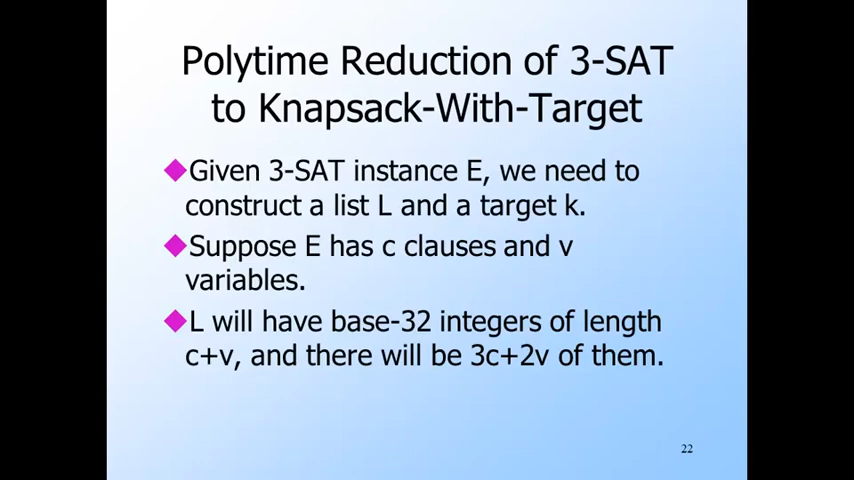 Polytime Reduction of 3-SAT
to Knapsack-With-Target
Given 3-SAT instance E, we need to
construct a list L and a target k.
Suppose E has c clauses and v
variables.
L will have base-32 integers of length
c+v, and there will be 3c+2v of them.
22